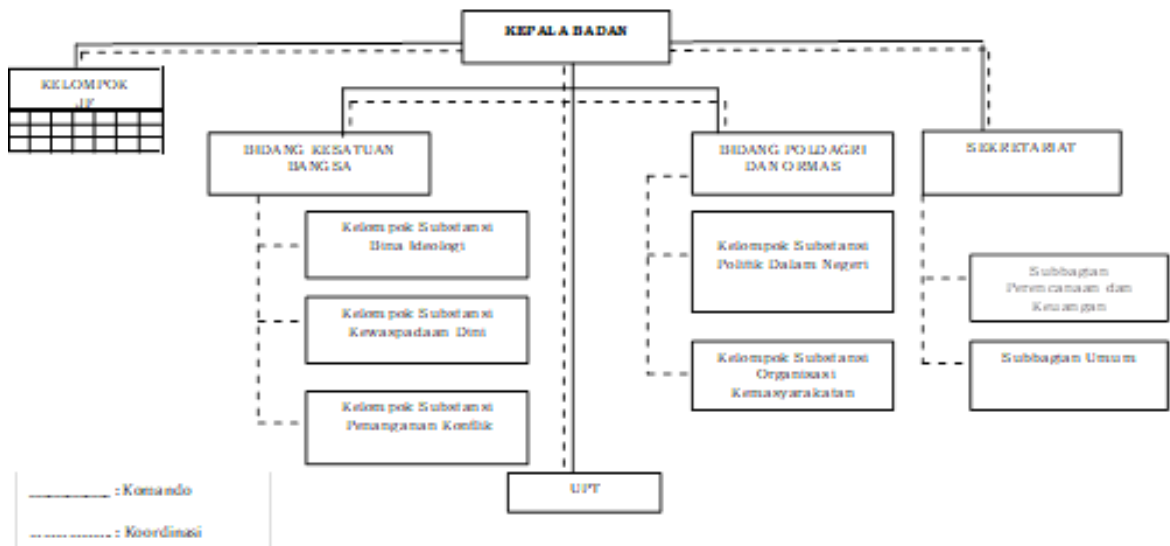 KEPALA BADAN
KELOMPOK
JF
BIDANG KESATUAN
BANGSA
BIDANG POLDAGRI
DAN ORMAS
SEKRETARIAT
Kelompok Substansi
Bina Ideologi
Kelompok Substansi
Politik Dalam Negeri
Subbagian
Perencanaan dan
Keuangan
Kelompok Substansi
Kewaspadaan Dini
Kelompok Substansi
Organisasi
Kemasyarakatan
Subbagian Umum
Kelompok Substansi
Penanganan Konflik
UPT
: Komando
: Koordinasi